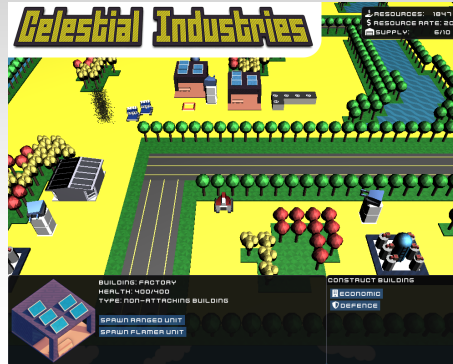 Celestial Industries
RESOURCES: 1847
$ RESOURCE RATE: 20
SUPPLY: 6/10
BUILDING: FACTORY
HEALTH: 400/400
TYPE: NON-ATTACKING BUILDING
SPAWN RANGED UNIT
SPAWN FLAMER UNIT
CONSTRUCT BUILDING
ECONOMIC
DEFENCE